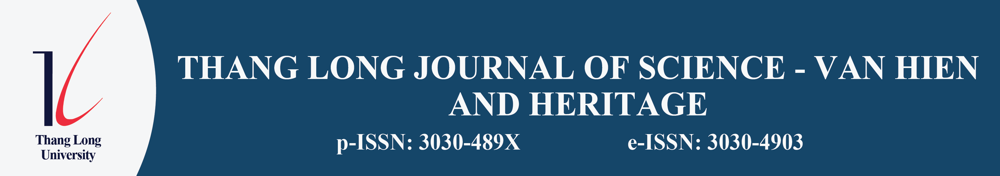 Thang Long
University
THANG LONG JOURNAL OF SCIENCE - VAN HIEN
AND HERITAGE
p-ISSN: 3030-489X e-ISSN: 3030-4903